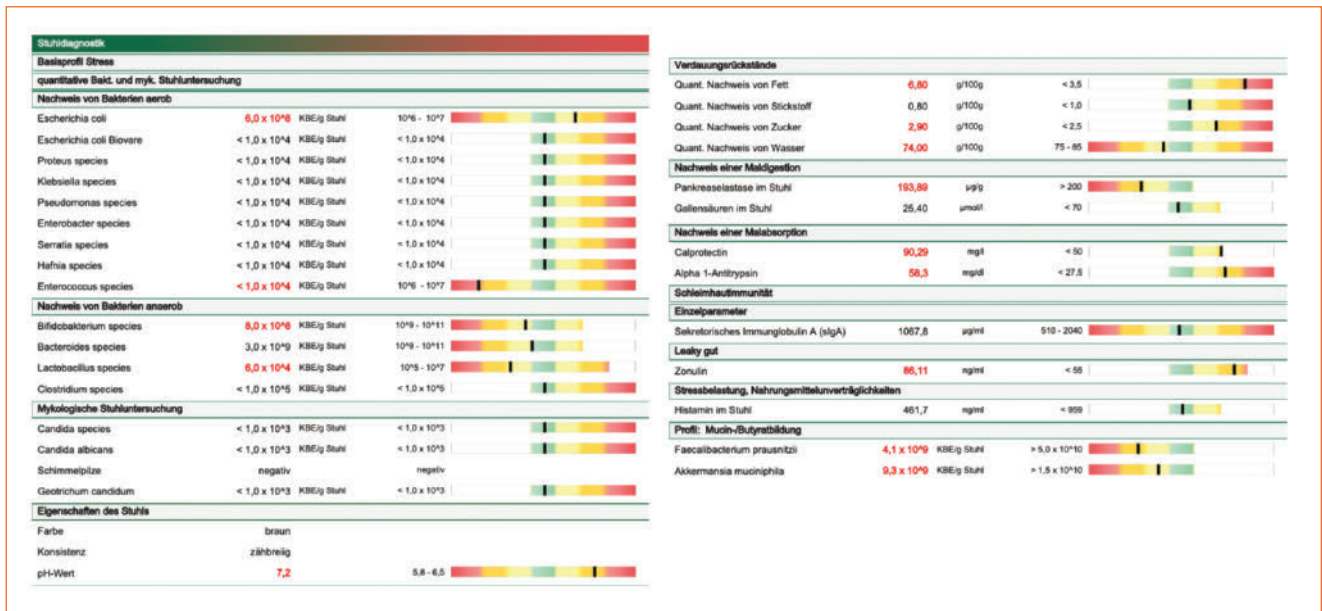 Stuhldiagnostik
Basisprofil Stress
quantitative Bakt. und myk. Stuhluntersuchung
Nachweis von Bakterien aerob
Escherichia coli 6,0 x 10^6 KBE/g Stuhl 10^6 - 10^7
Escherichia coli Biovare < 1,0 x 10^4 KBE/g Stuhl < 1,0 x 10^4
Proteus species < 1,0 x 10^4 KBE/g Stuhl < 1,0 x 10^4
Klebsiella species < 1,0 x 10^4 KBE/g Stuhl < 1,0 x 10^4
Pseudomonas species < 1,0 x 10^4 KBE/g Stuhl < 1,0 x 10^4
Enterobacter species < 1,0 x 10^4 KBE/g Stuhl < 1,0 x 10^4
Serratia species < 1,0 x 10^4 KBE/g Stuhl < 1,0 x 10^4
Hafnia species < 1,0 x 10^4 KBE/g Stuhl < 1,0 x 10^4
Enterococcus species < 1,0 x 10^4 KBE/g Stuhl 10^6 - 10^7
Nachweis von Bakterien anaerob
Bifidobakterium species 8,0 x 10^8 KBE/g Stuhl 10^9 - 10^11
Bacteroides species 3,0 x 10^9 KBE/g Stuhl 10^9 - 10^11
Lactobacillus species 6,0 x 10^4 KBE/g Stuhl 10^5 - 10^7
Clostridium species < 1,0 x 10^5 KBE/g Stuhl < 1,0 x 10^5
Mykologische Stuhluntersuchung
Candida species < 1,0 x 10^3 KBE/g Stuhl < 1,0 x 10^3
Candida albicans < 1,0 x 10^3 KBE/g Stuhl < 1,0 x 10^3
Schimmelpilze negativ negativ
Geotrichum candidum < 1,0 x 10^3 KBE/g Stuhl < 1,0 x 10^3
Eigenschaften des Stuhls
Farbe braun
Konsistenz zähbreiig
pH-Wert 7,2 5,8 - 6,5
Verdauungsrückstände
Quant. Nachweis von Fett 6,80 g/100g < 3,5
Quant. Nachweis von Stickstoff 0,80 g/100g < 1,0
Quant. Nachweis von Zucker 2,90 g/100g < 2,5
Quant. Nachweis von Wasser 74,00 g/100g 75 - 85
Nachweis einer Maldigestion
Pankreaselastase im Stuhl 193,89 µg/g > 200
Gallensäuren im Stuhl 25,40 µmol/l < 70
Nachweis einer Malabsorption
Calprotectin 90,29 mg/l < 50
Alpha 1-Antitrypsin 58,3 mg/dl < 27,5
Schleimhautimmunität
Einzelparameter
Sekretorisches Immunglobulin A (sIgA) 1067,8 µg/ml 510 - 2040
Leaky gut
Zonulin 86,11 ng/ml < 55
Stressbelastung, Nahrungsmittelunverträglichkeiten
Histamin im Stuhl 461,7 ng/ml < 959
Profil: Mucin-/Butyratbildung
Faecalibacterium prausnitzii 4,1 x 10^9 KBE/g Stuhl > 5,0 x 10^10
Akkermansia muciniphila 9,3 x 10^9 KBE/g Stuhl > 1,5 x 10^10